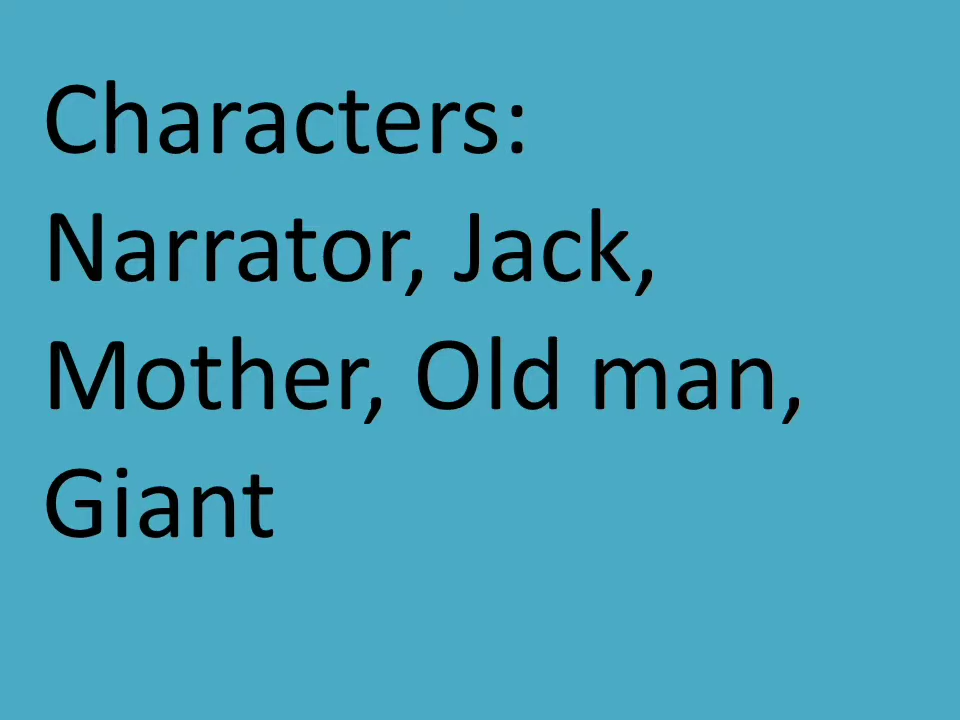 Characters:
Narrator, Jack,
Mother, Old man,
Giant